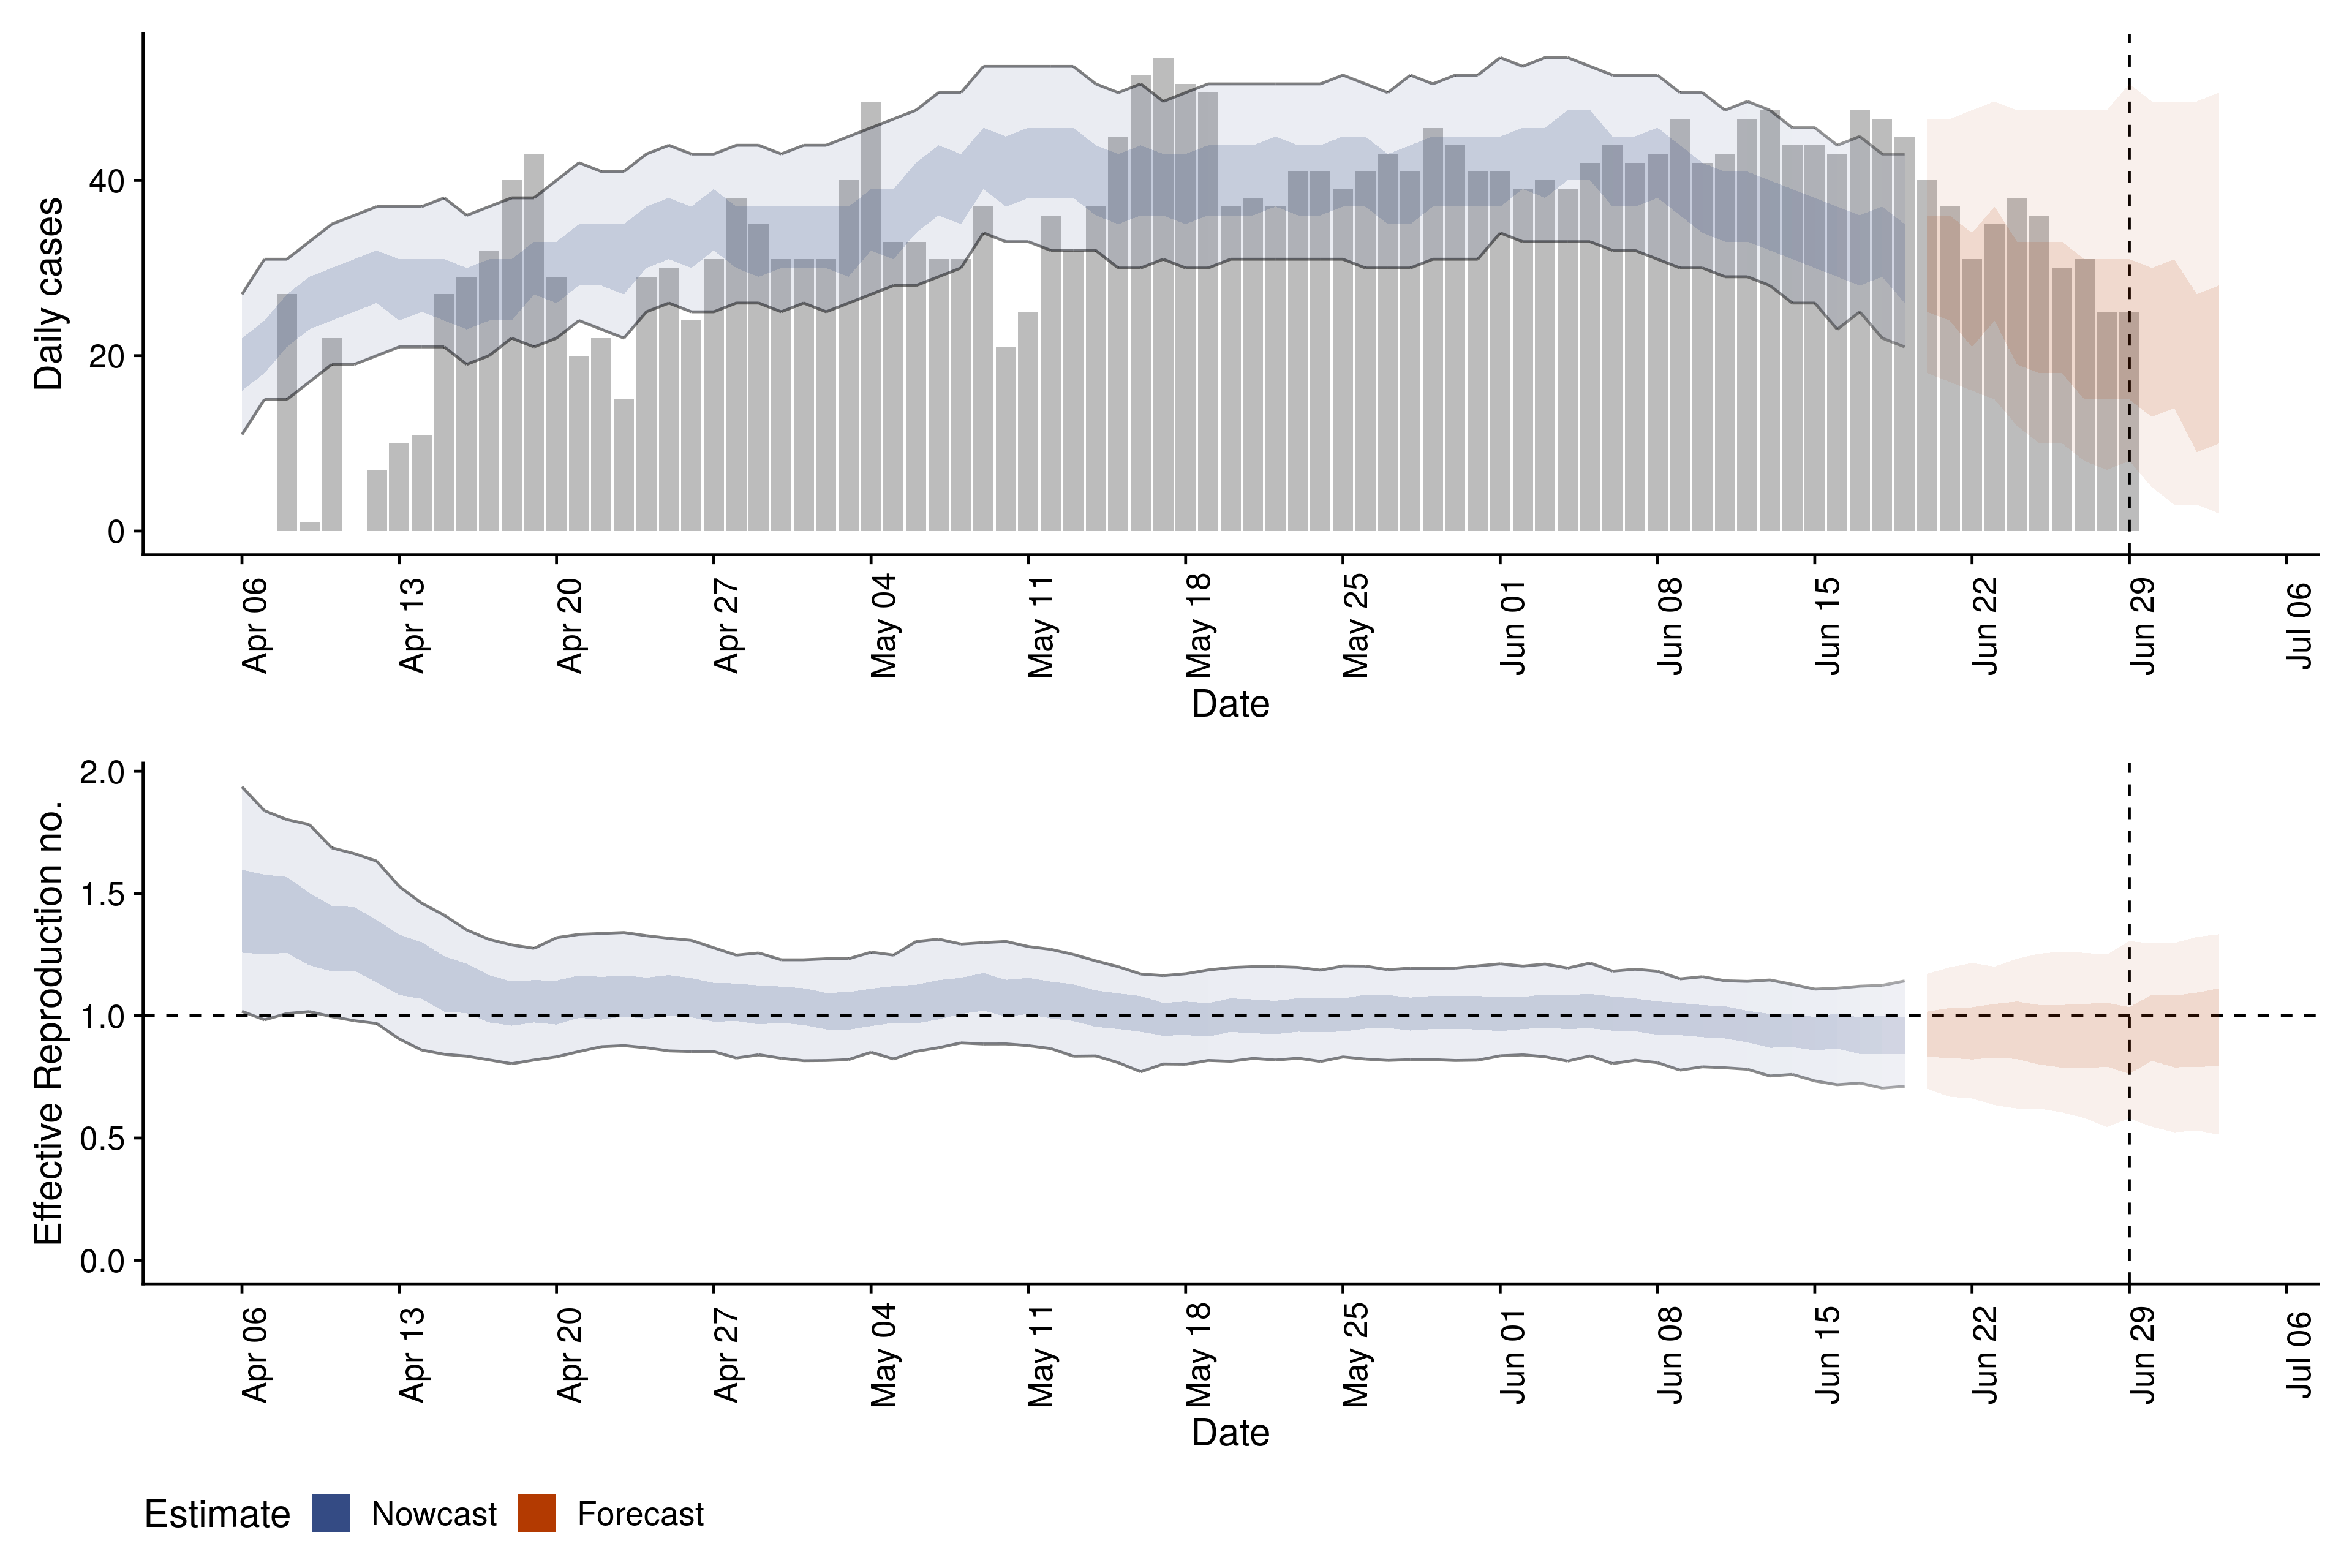 Daily cases
40
20
0
Apr 06
Apr 13
Apr 20
Apr 27
May 04
May 11
May 18
May 25
Jun 01
Jun 08
Jun 15
Jun 22
Jun 29
Jul 06
Date
Effective Reproduction no.
2.0
1.5
1.0
0.5
0.0
Apr 06
Apr 13
Apr 20
Apr 27
May 04
May 11
May 18
May 25
Jun 01
Jun 08
Jun 15
Jun 22
Jun 29
Jul 06
Date
Estimate Nowcast Forecast